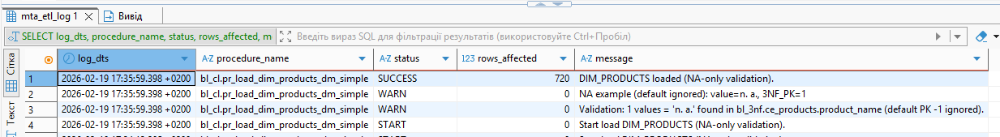 mta_etl_log 1 Вивід
SELECT log_dts, procedure_name, status, rows_affected, m Введіть вираз SQL для фільтрації результатів (використовуйте Ctrl+Пробіл)
Сітка
Текст
log_dts A-Z procedure_name A-Z status 123 rows_affected A-Z message
1 2026-02-19 17:35:59.398 +0200 bl_cl.pr_load_dim_products_dm_simple SUCCESS 720 DIM_PRODUCTS loaded (NA-only validation).
2 2026-02-19 17:35:59.398 +0200 bl_cl.pr_load_dim_products_dm_simple WARN 0 NA example (default ignored): value=n. a., 3NF_PK=1
3 2026-02-19 17:35:59.398 +0200 bl_cl.pr_load_dim_products_dm_simple WARN 0 Validation: 1 values = 'n. a.' found in bl_3nf.ce_products.product_name (default PK -1 ignored).
4 2026-02-19 17:35:59.398 +0200 bl_cl.pr_load_dim_products_dm_simple START 0 Start load DIM_PRODUCTS (NA-only validation).